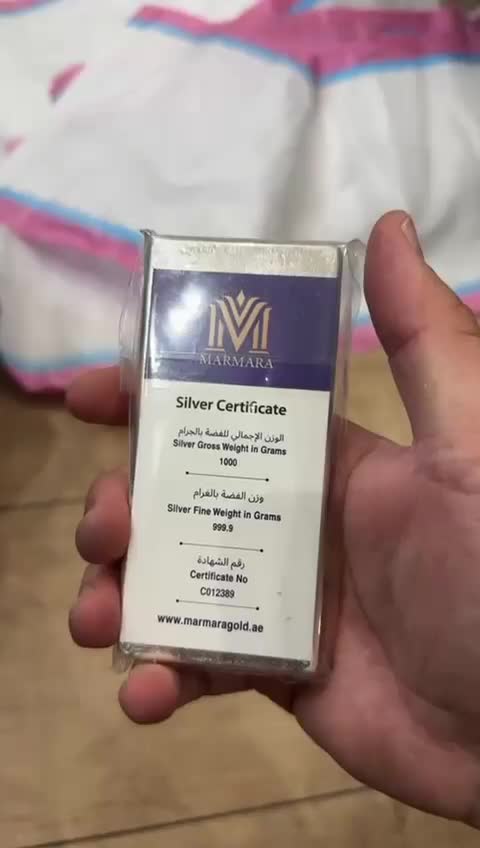 MARMARA
Silver Certificate
الوزن الإجمالي للفضة بالجرام
Silver Gross Weight in Grams
1000
وزن الفضة بالغرام
Silver Fine Weight in Grams
999.9
رقم الشهادة
Certificate No
C012389
www.marmaragold.ae